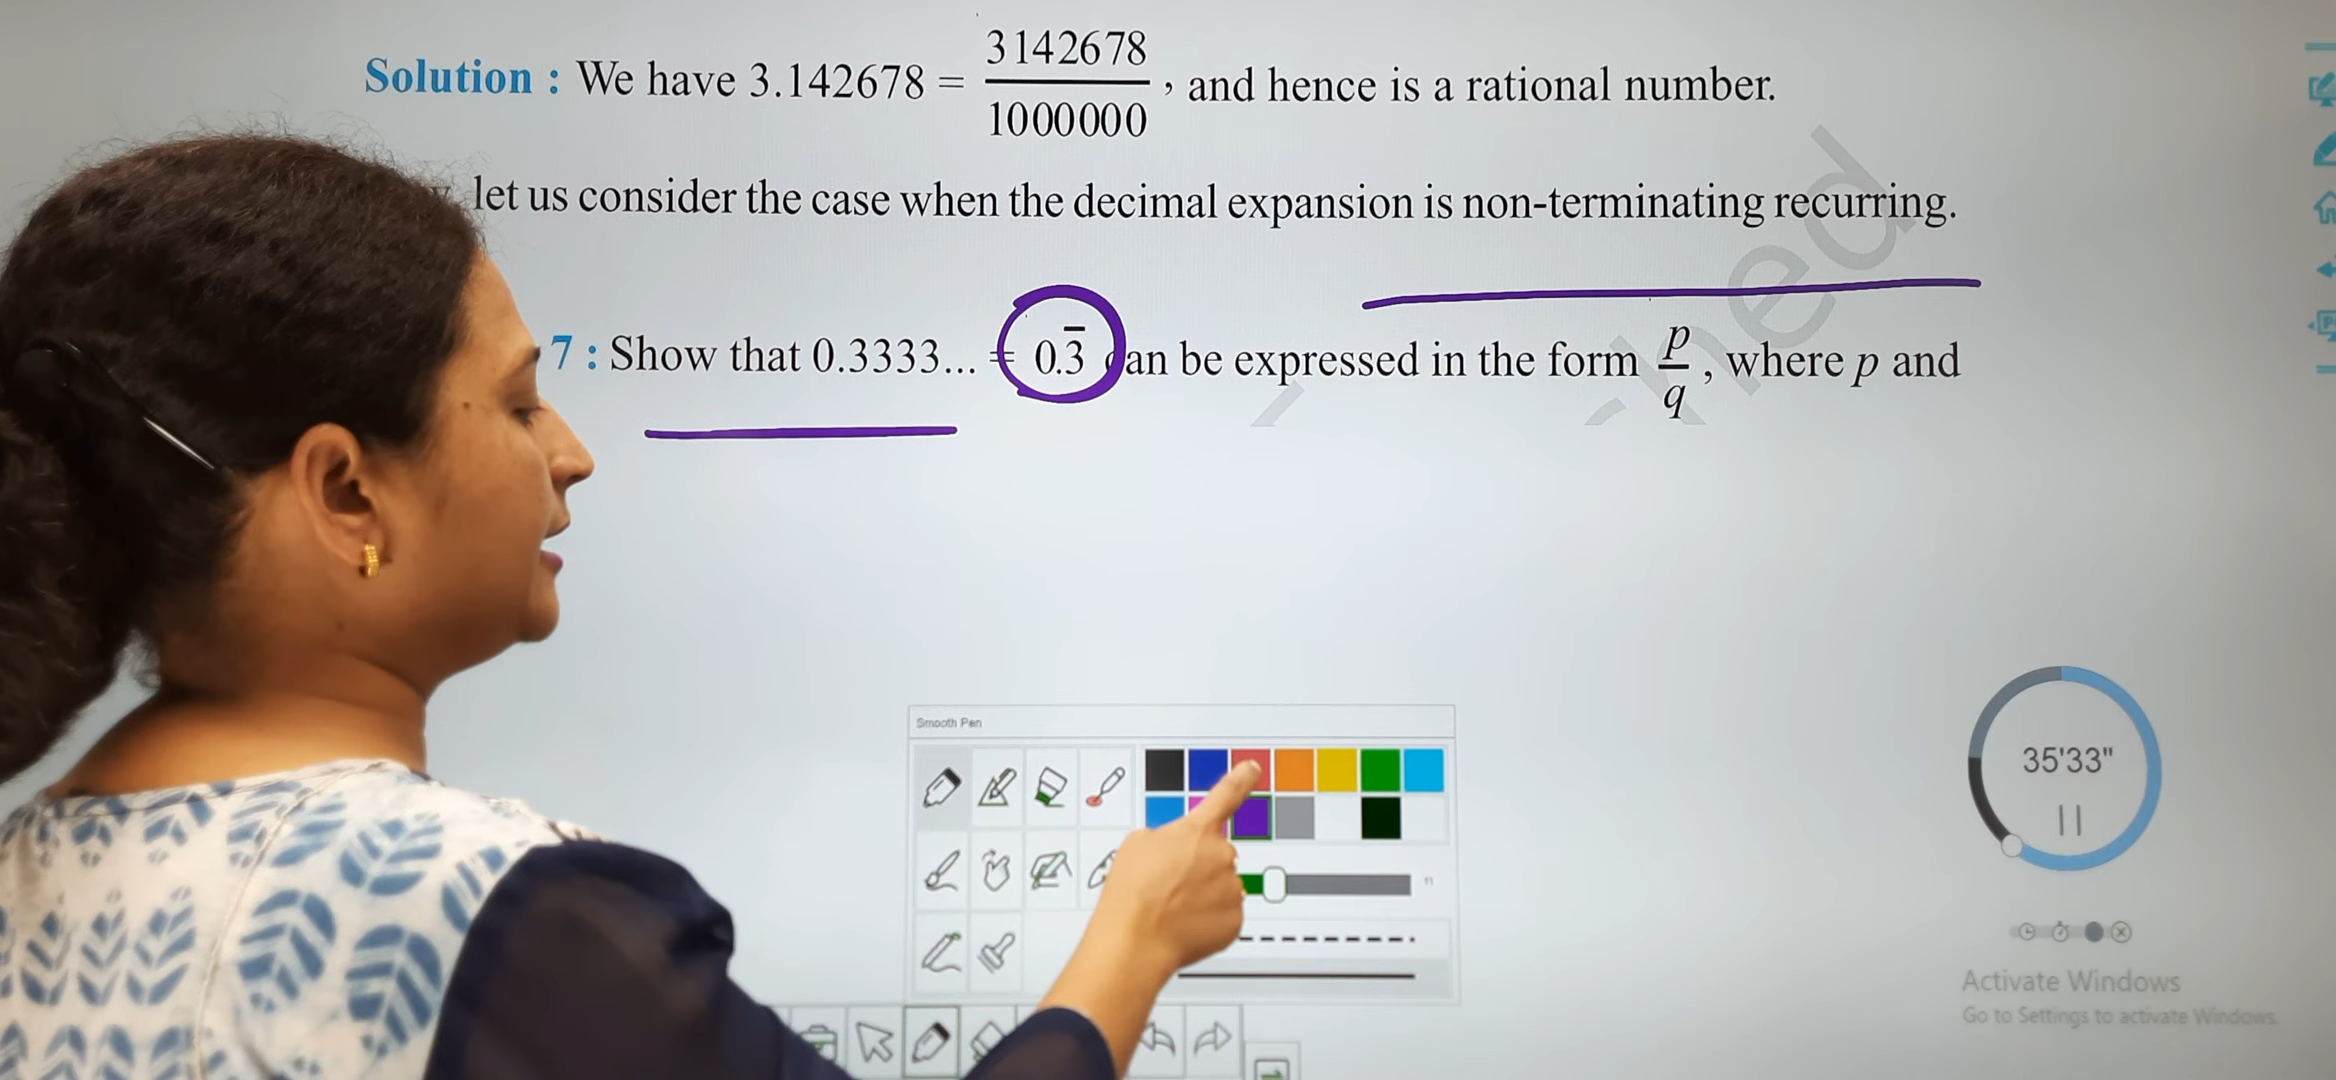 Solution : We have 3.142678 = 3142678/1000000 , and hence is a rational number.
let us consider the case when the decimal expansion is non-terminating recurring.
7 : Show that 0.3333... = 0.3̅ can be expressed in the form p/q , where p and
Smooth Pen
35'33"
Activate Windows
Go to Settings to activate Windows.